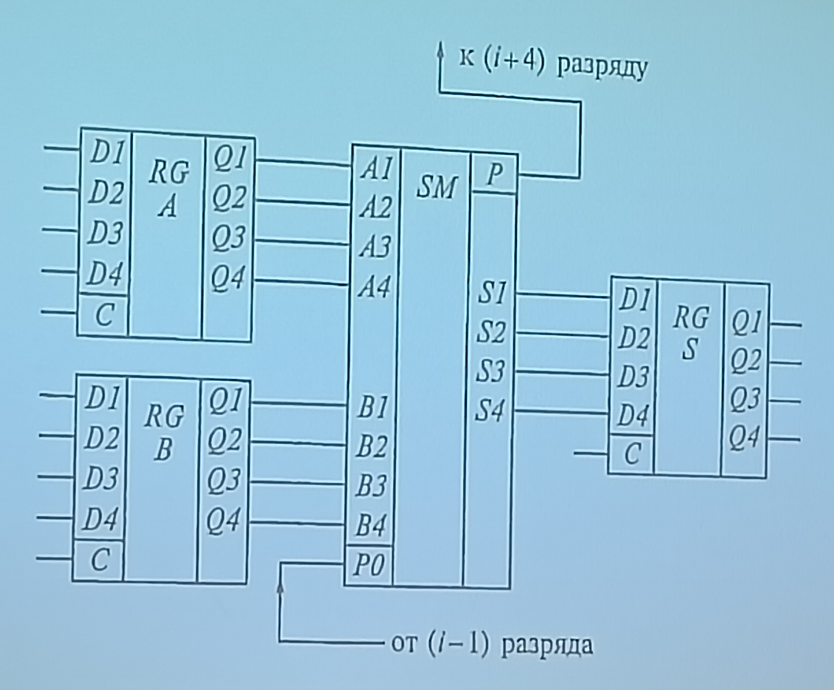 к (i+4) разряду
D1 RG Q1
D2 A Q2
D3 Q3
D4 Q4
C
A1 SM P
A2
A3
A4
S1
S2
S3
S4
B1
B2
B3
B4
P0
D1 RG Q1
D2 B Q2
D3 Q3
D4 Q4
C
D1 RG Q1
D2 S Q2
D3 Q3
D4 Q4
C
от (i−1) разряда